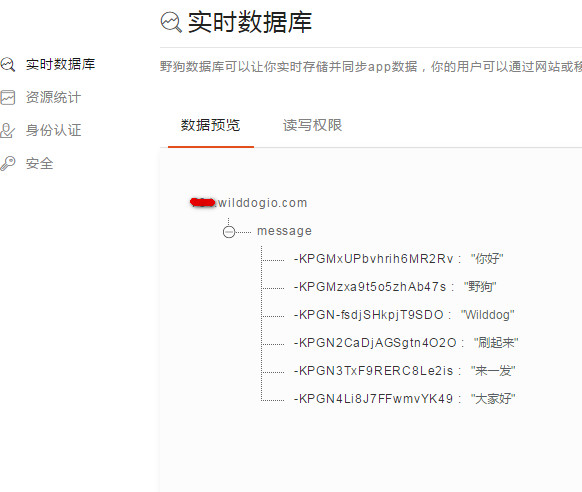 实时数据库
实时数据库
野狗数据库可以让你实时存储并同步app数据，你的用户可以通过网站或
资源统计
身份认证
安全
数据预览 读写权限
wilddogio.com
message
-KPGMxUPbvhrih6MR2Rv : "你好"
-KPGMzxa9t5o5zhAb47s : "野狗"
-KPGN-fsdjSHkpjT9SDO : "Wilddog"
-KPGN2CaDjAGSgtn4O2O : "刷起来"
-KPGN3TxF9RERC8Le2is : "来一发"
-KPGN4Li8J7FFwmvYK49 : "大家好"